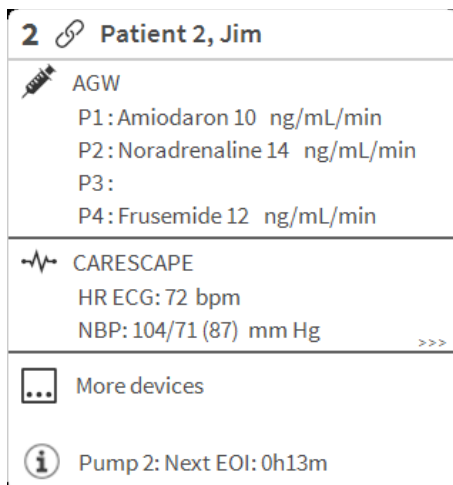 2 Patient 2, Jim
AGW
P1: Amiodaron 10 ng/mL/min
P2: Noradrenaline 14 ng/mL/min
P3:
P4: Frusemide 12 ng/mL/min
CARESCAPE
HR ECG: 72 bpm
NBP: 104/71 (87) mm Hg
>>>
More devices
Pump 2: Next EOI: 0h13m